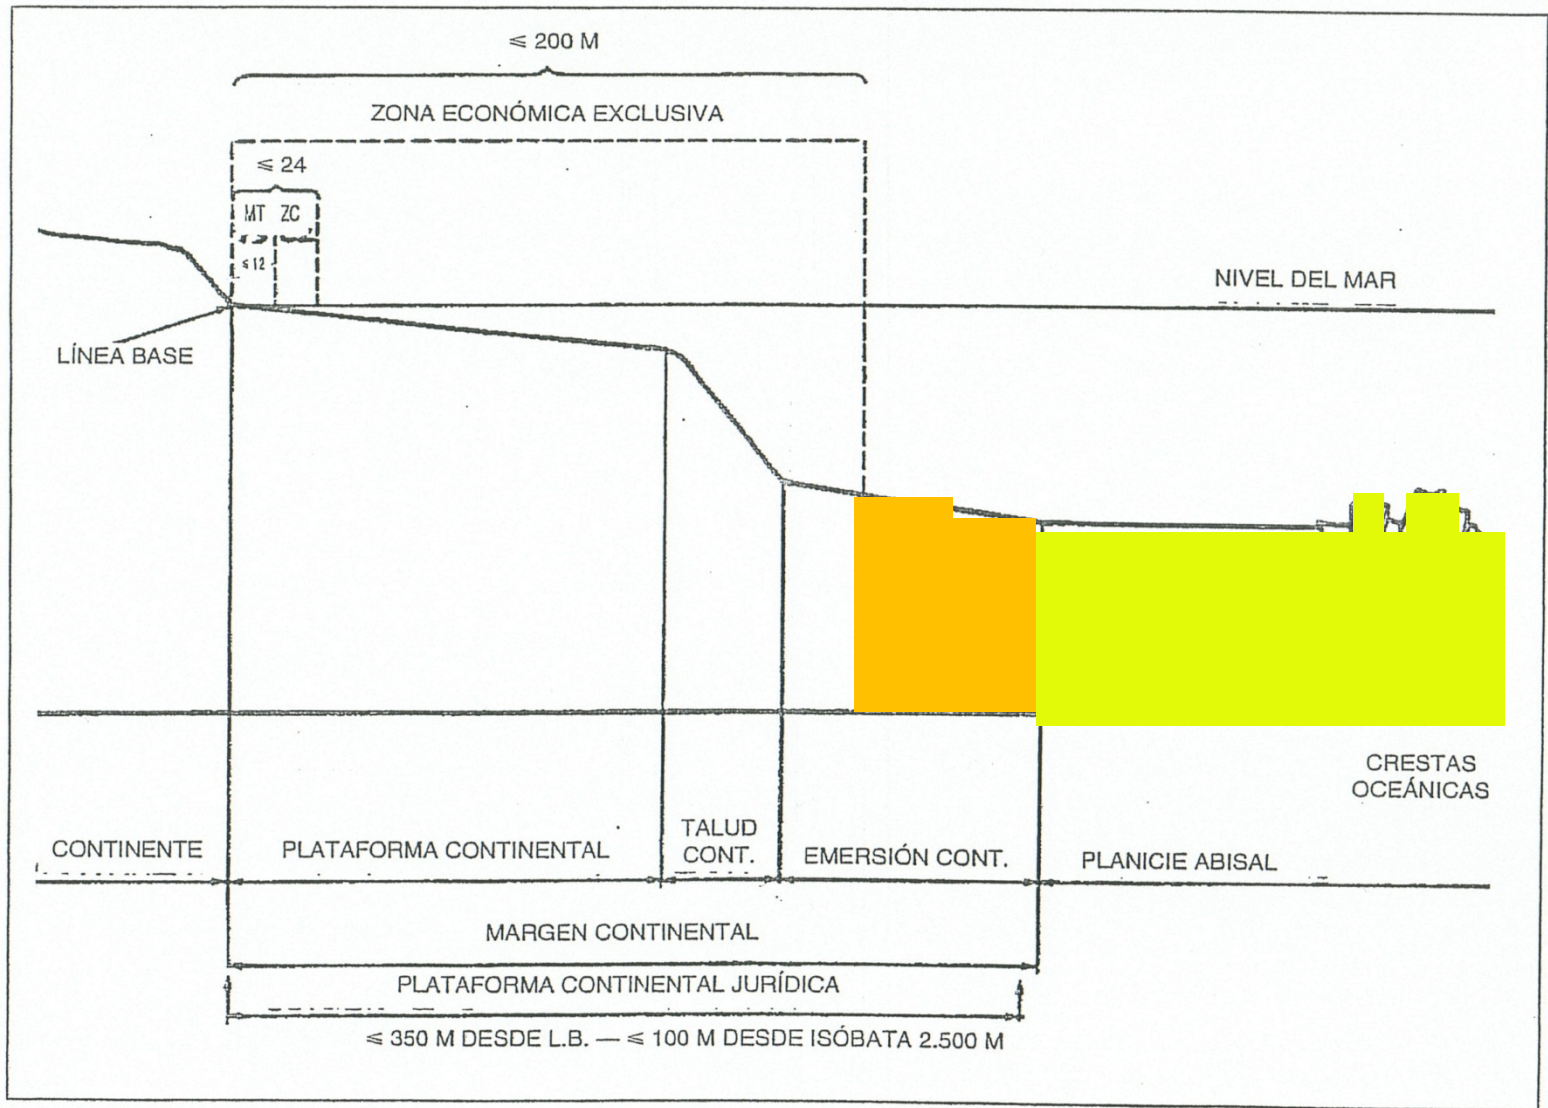 ≤ 200 M
ZONA ECONÓMICA EXCLUSIVA
≤ 24
MT ZC
≤ 12
NIVEL DEL MAR
LÍNEA BASE
CRESTAS
OCEÁNICAS
CONTINENTE
PLATAFORMA CONTINENTAL
TALUD
CONT.
EMERSIÓN CONT.
PLANICIE ABISAL
MARGEN CONTINENTAL
PLATAFORMA CONTINENTAL JURÍDICA
≤ 350 M DESDE L.B. — ≤ 100 M DESDE ISÓBATA 2.500 M